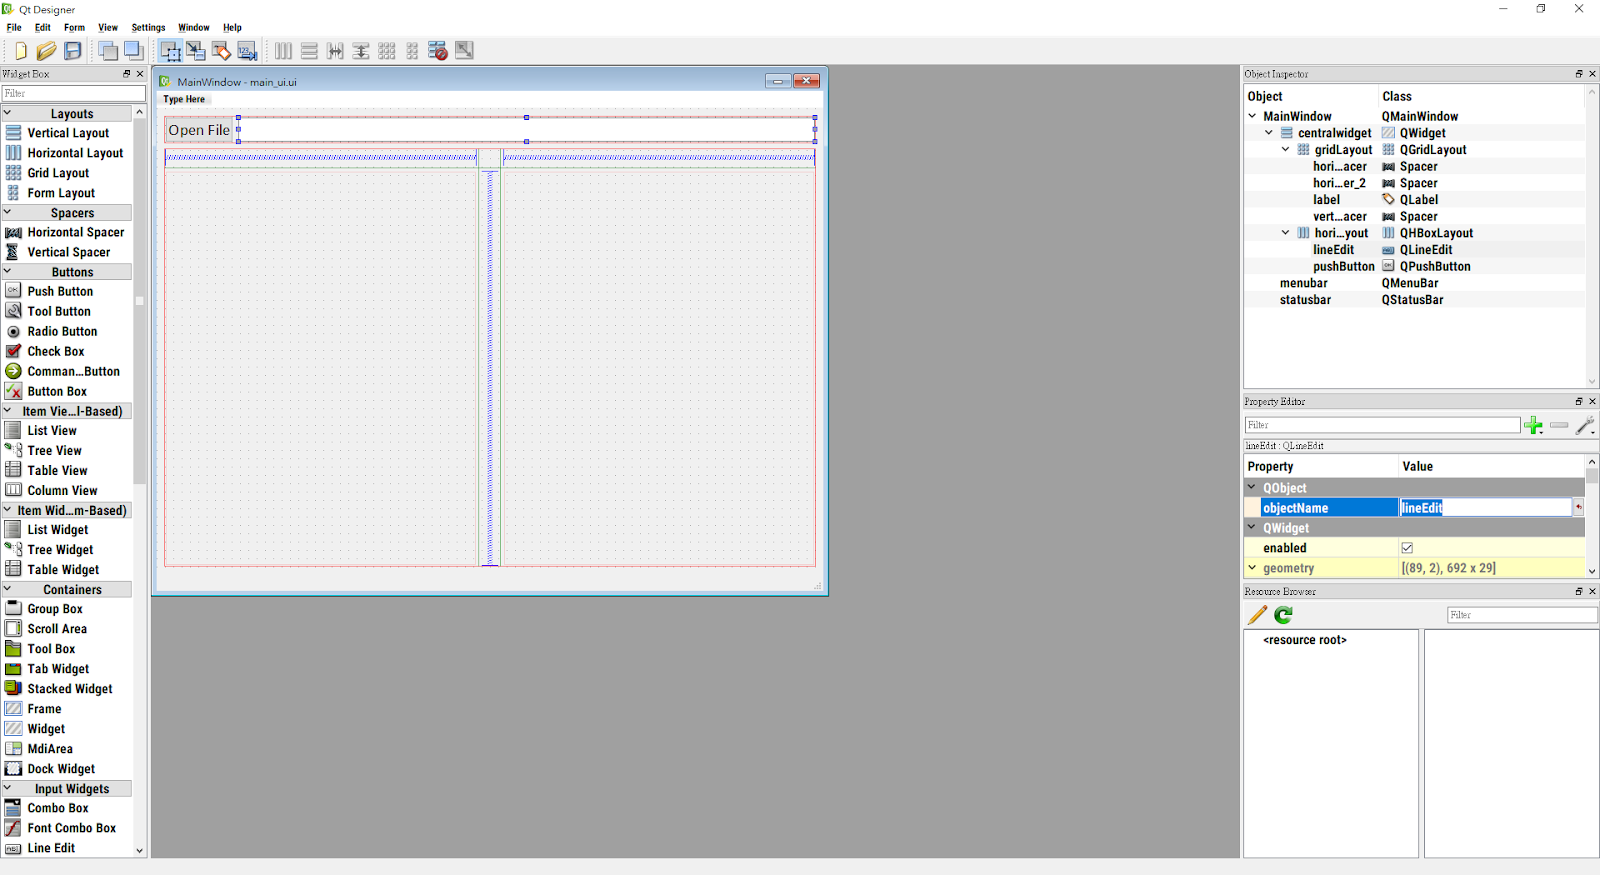 Qt Designer
File Edit Form View Settings Window Help
Widget Box
Filter
Layouts
Vertical Layout
Horizontal Layout
Grid Layout
Form Layout
Spacers
Horizontal Spacer
Vertical Spacer
Buttons
Push Button
Tool Button
Radio Button
Check Box
Comman...Button
Button Box
Item Vie...l-Based)
List View
Tree View
Table View
Column View
Item Wid...m-Based)
List Widget
Tree Widget
Table Widget
Containers
Group Box
Scroll Area
Tool Box
Tab Widget
Stacked Widget
Frame
Widget
MdiArea
Dock Widget
Input Widgets
Combo Box
Font Combo Box
Line Edit
MainWindow - main_ui.ui
Type Here
Open File
Object Inspector
Object Class
MainWindow QMainWindow
centralwidget QWidget
gridLayout QGridLayout
hori...acer Spacer
hori...er_2 Spacer
label QLabel
vert...acer Spacer
hori...yout QHBoxLayout
lineEdit QLineEdit
pushButton QPushButton
menubar QMenuBar
statusbar QStatusBar
Property Editor
Filter
lineEdit : QLineEdit
Property Value
QObject
objectName lineEdit
QWidget
enabled
geometry [(89, 2), 692 x 29]
Resource Browser
Filter
<resource root>